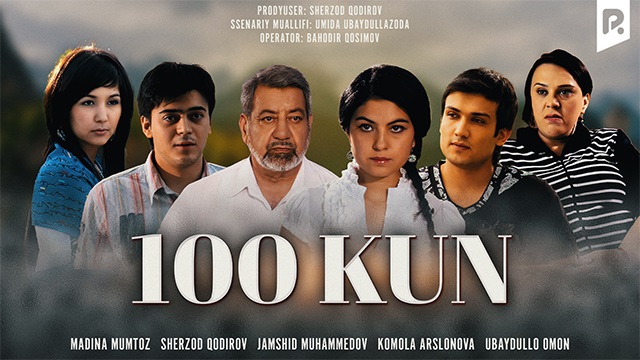 PRODYUSER: SHERZOD QODIROV
SSENARIY MUALLIFI: UMIDA UBAYDULLAZODA
OPERATOR: BAHODIR QOSIMOV
P.
100 KUN
MADINA MUMTOZ SHERZOD QODIROV JAMSHID MUHAMMEDOV KOMOLA ARSLONOVA UBAYDULLO OMON